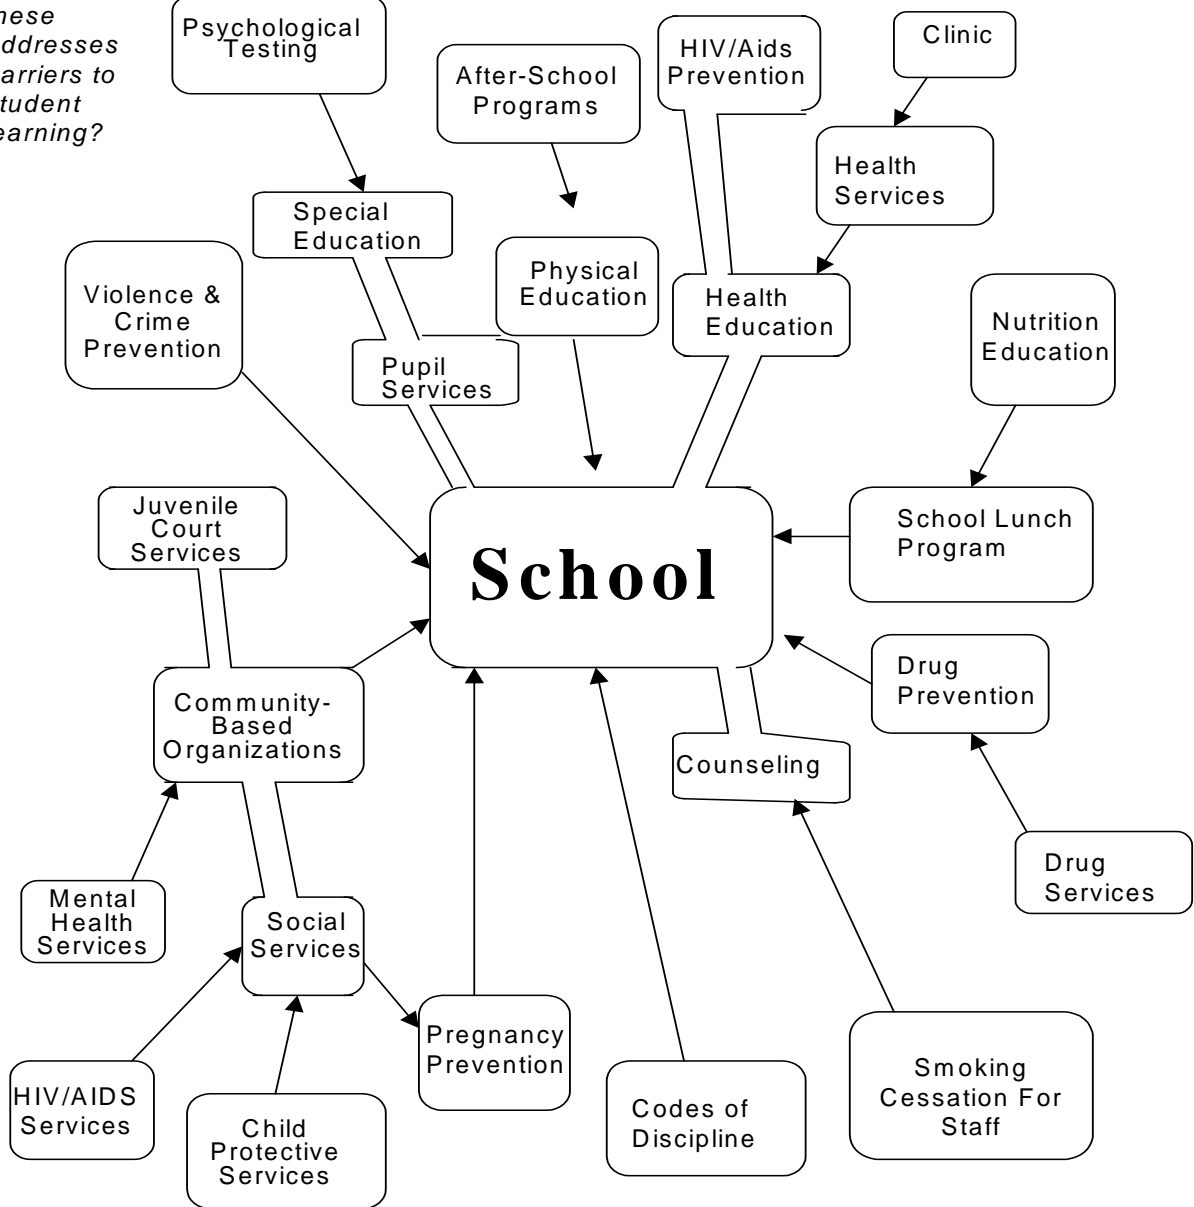 hese
ddresses
arriers to
tudent
earning?
Psychological
Testing
After-School
Programs
HIV/Aids
Prevention
Clinic
Health
Services
Special
Education
Physical
Education
Health
Education
Violence &
Crime
Prevention
Nutrition
Education
Pupil
Services
Juvenile
Court
Services
School
School Lunch
Program
Community-
Based
Organizations
Drug
Prevention
Counseling
Drug
Services
Mental
Health
Services
Social
Services
Pregnancy
Prevention
HIV/AIDS
Services
Child
Protective
Services
Codes of
Discipline
Smoking
Cessation For
Staff